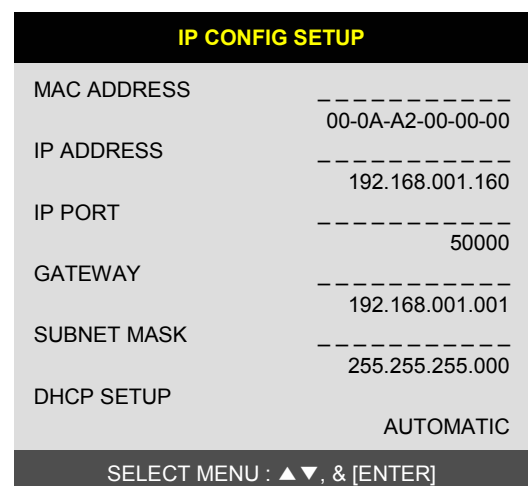 IP CONFIG SETUP
MAC ADDRESS _ _ _ _ _ _ _ _ _ _ _
00-0A-A2-00-00-00
IP ADDRESS _ _ _ _ _ _ _ _ _ _ _
192.168.001.160
IP PORT _ _ _ _ _ _ _ _ _ _ _
50000
GATEWAY _ _ _ _ _ _ _ _ _ _ _
192.168.001.001
SUBNET MASK _ _ _ _ _ _ _ _ _ _ _
255.255.255.000
DHCP SETUP
AUTOMATIC
SELECT MENU : ▲▼, & [ENTER]